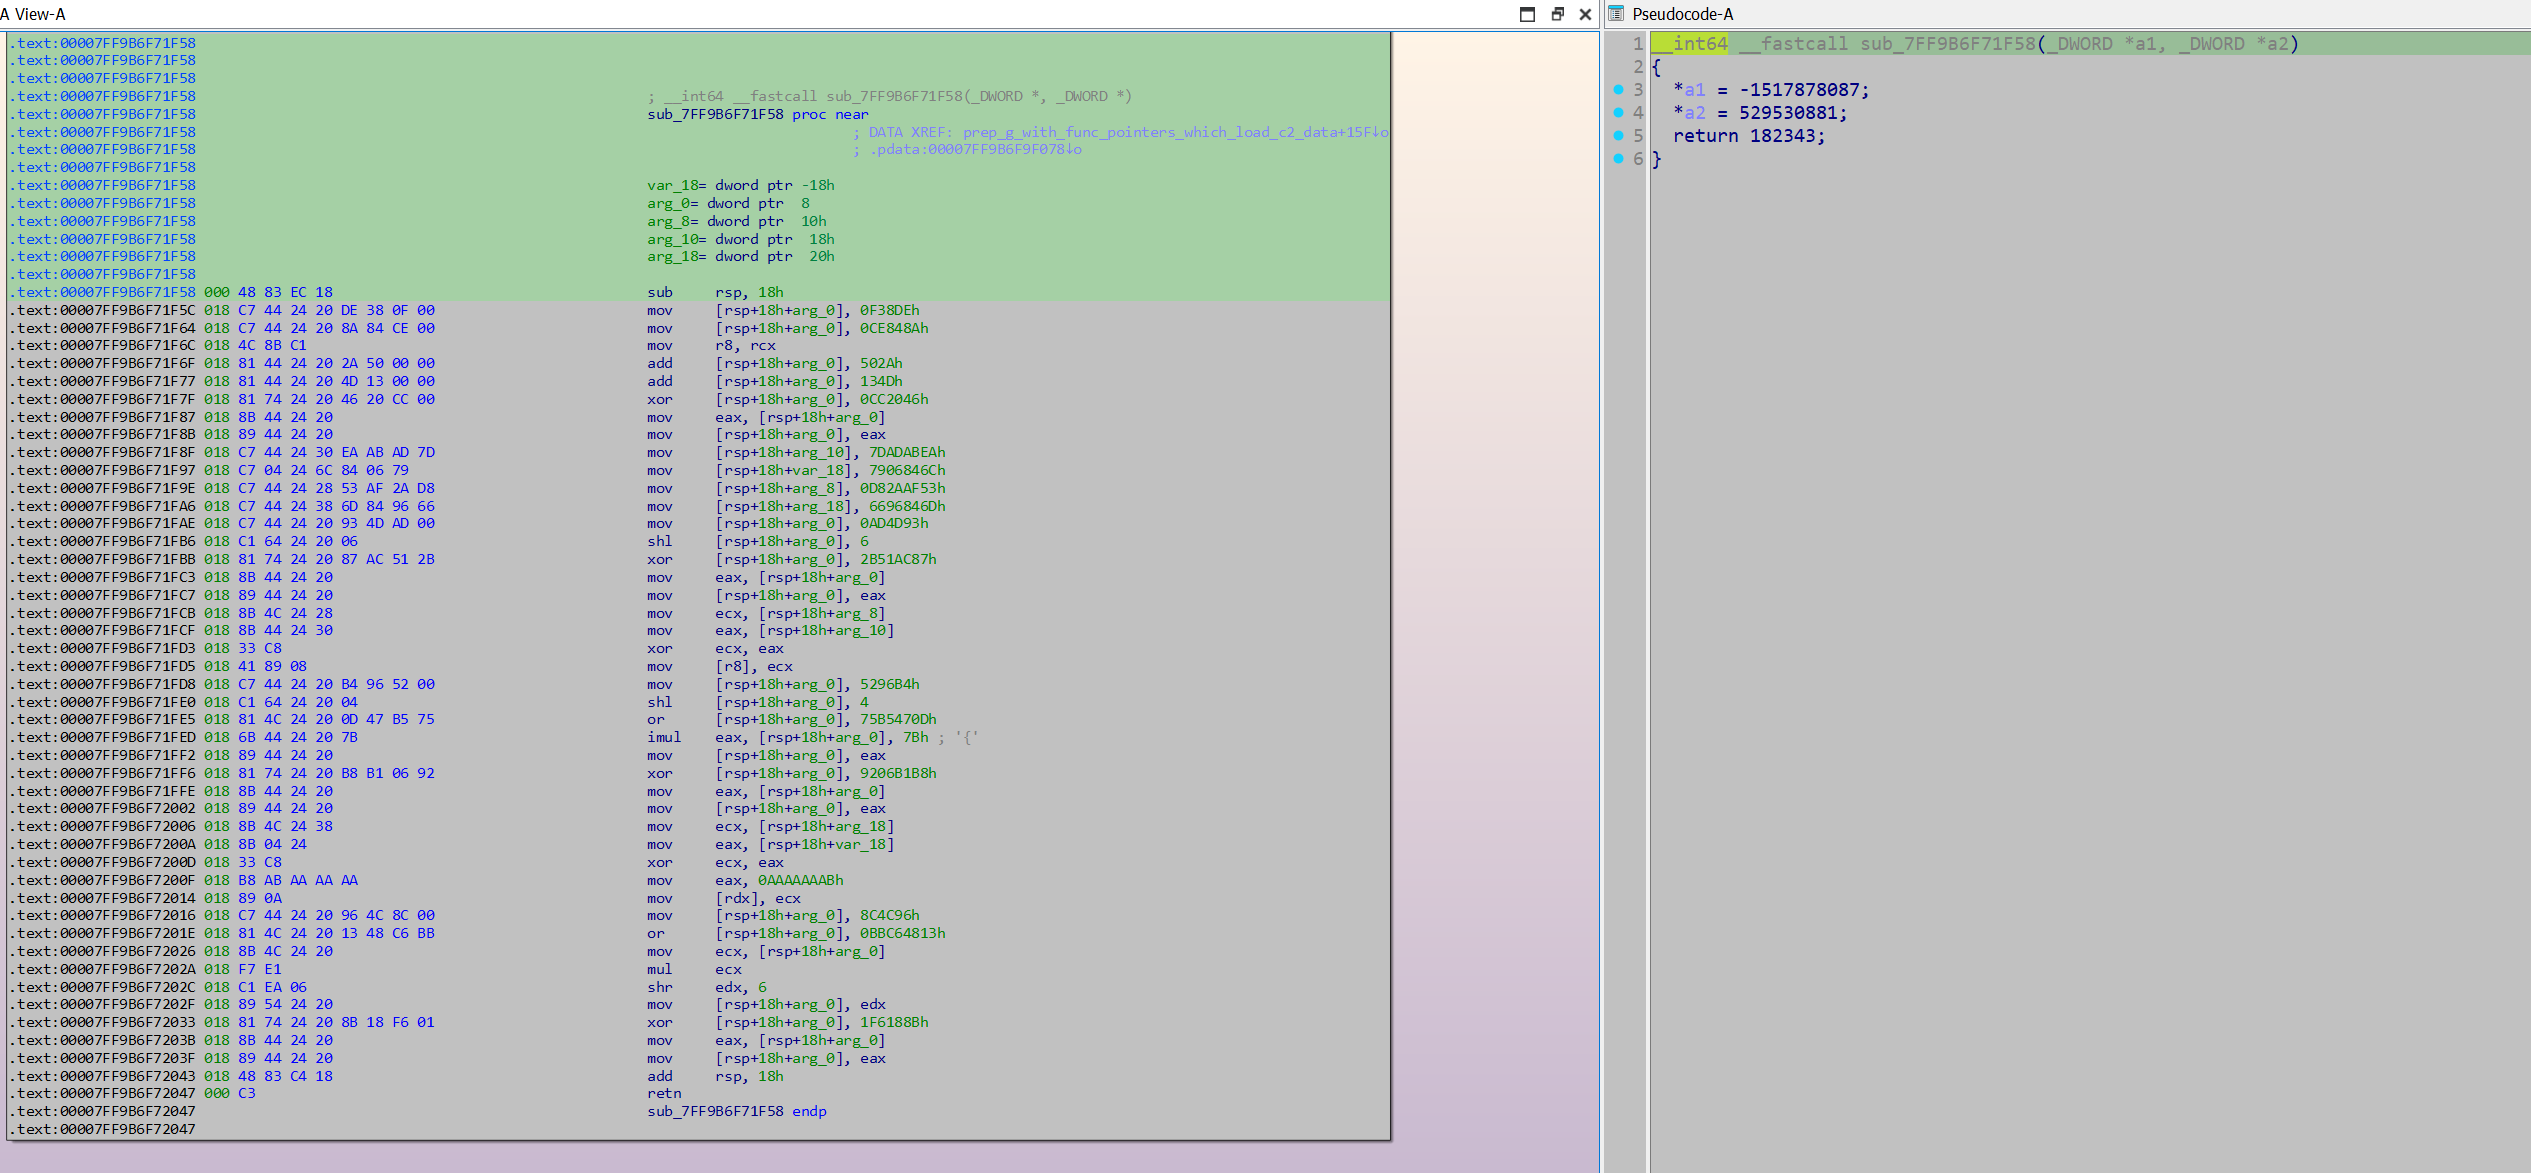 A View-A
.text:00007FF9B6F71F58
.text:00007FF9B6F71F58
.text:00007FF9B6F71F58
.text:00007FF9B6F71F58 ; __int64 __fastcall sub_7FF9B6F71F58(_DWORD *, _DWORD *)
.text:00007FF9B6F71F58 sub_7FF9B6F71F58 proc near
.text:00007FF9B6F71F58 ; DATA XREF: prep_g_with_func_pointers_which_load_c2_data+15F↓o
.text:00007FF9B6F71F58 ; .pdata:00007FF9B6F9F078↓o
.text:00007FF9B6F71F58
.text:00007FF9B6F71F58 var_18= dword ptr -18h
.text:00007FF9B6F71F58 arg_0= dword ptr  8
.text:00007FF9B6F71F58 arg_8= dword ptr  10h
.text:00007FF9B6F71F58 arg_10= dword ptr  18h
.text:00007FF9B6F71F58 arg_18= dword ptr  20h
.text:00007FF9B6F71F58
.text:00007FF9B6F71F58 000 48 83 EC 18 sub rsp, 18h
.text:00007FF9B6F71F5C 018 C7 44 24 20 DE 38 0F 00 mov [rsp+18h+arg_0], 0F38DEh
.text:00007FF9B6F71F64 018 C7 44 24 20 8A 84 CE 00 mov [rsp+18h+arg_0], 0CE848Ah
.text:00007FF9B6F71F6C 018 4C 8B C1 mov r8, rcx
.text:00007FF9B6F71F6F 018 81 44 24 20 2A 50 00 00 add [rsp+18h+arg_0], 502Ah
.text:00007FF9B6F71F77 018 81 44 24 20 4D 13 00 00 add [rsp+18h+arg_0], 134Dh
.text:00007FF9B6F71F7F 018 81 74 24 20 46 20 CC 00 xor [rsp+18h+arg_0], 0CC2046h
.text:00007FF9B6F71F87 018 8B 44 24 20 mov eax, [rsp+18h+arg_0]
.text:00007FF9B6F71F8B 018 89 44 24 20 mov [rsp+18h+arg_0], eax
.text:00007FF9B6F71F8F 018 C7 44 24 30 EA AB AD 7D mov [rsp+18h+arg_10], 7DADABEAh
.text:00007FF9B6F71F97 018 C7 04 24 6C 84 06 79 mov [rsp+18h+var_18], 7906846Ch
.text:00007FF9B6F71F9E 018 C7 44 24 28 53 AF 2A D8 mov [rsp+18h+arg_8], 0D82AAF53h
.text:00007FF9B6F71FA6 018 C7 44 24 38 6D 84 96 66 mov [rsp+18h+arg_18], 6696846Dh
.text:00007FF9B6F71FAE 018 C7 44 24 20 93 4D AD 00 mov [rsp+18h+arg_0], 0AD4D93h
.text:00007FF9B6F71FB6 018 C1 64 24 20 06 shl [rsp+18h+arg_0], 6
.text:00007FF9B6F71FBB 018 81 74 24 20 87 AC 51 2B xor [rsp+18h+arg_0], 2B51AC87h
.text:00007FF9B6F71FC3 018 8B 44 24 20 mov eax, [rsp+18h+arg_0]
.text:00007FF9B6F71FC7 018 89 44 24 20 mov [rsp+18h+arg_0], eax
.text:00007FF9B6F71FCB 018 8B 4C 24 28 mov ecx, [rsp+18h+arg_8]
.text:00007FF9B6F71FCF 018 8B 44 24 30 mov eax, [rsp+18h+arg_10]
.text:00007FF9B6F71FD3 018 33 C8 xor ecx, eax
.text:00007FF9B6F71FD5 018 41 89 08 mov [r8], ecx
.text:00007FF9B6F71FD8 018 C7 44 24 20 B4 96 52 00 mov [rsp+18h+arg_0], 5296B4h
.text:00007FF9B6F71FE0 018 C1 64 24 20 04 shl [rsp+18h+arg_0], 4
.text:00007FF9B6F71FE5 018 81 4C 24 20 0D 47 B5 75 or [rsp+18h+arg_0], 75B5470Dh
.text:00007FF9B6F71FED 018 6B 44 24 20 7B imul eax, [rsp+18h+arg_0], 7Bh ; '{'
.text:00007FF9B6F71FF2 018 89 44 24 20 mov [rsp+18h+arg_0], eax
.text:00007FF9B6F71FF6 018 81 74 24 20 B8 B1 06 92 xor [rsp+18h+arg_0], 9206B1B8h
.text:00007FF9B6F71FFE 018 8B 44 24 20 mov eax, [rsp+18h+arg_0]
.text:00007FF9B6F72002 018 89 44 24 20 mov [rsp+18h+arg_0], eax
.text:00007FF9B6F72006 018 8B 4C 24 38 mov ecx, [rsp+18h+arg_18]
.text:00007FF9B6F7200A 018 8B 04 24 mov eax, [rsp+18h+var_18]
.text:00007FF9B6F7200D 018 33 C8 xor ecx, eax
.text:00007FF9B6F7200F 018 B8 AB AA AA AA mov eax, 0AAAAAAABh
.text:00007FF9B6F72014 018 89 0A mov [rdx], ecx
.text:00007FF9B6F72016 018 C7 44 24 20 96 4C 8C 00 mov [rsp+18h+arg_0], 8C4C96h
.text:00007FF9B6F7201E 018 81 4C 24 20 13 48 C6 BB or [rsp+18h+arg_0], 0BBC64813h
.text:00007FF9B6F72026 018 8B 4C 24 20 mov ecx, [rsp+18h+arg_0]
.text:00007FF9B6F7202A 018 F7 E1 mul ecx
.text:00007FF9B6F7202C 018 C1 EA 06 shr edx, 6
.text:00007FF9B6F7202F 018 89 54 24 20 mov [rsp+18h+arg_0], edx
.text:00007FF9B6F72033 018 81 74 24 20 8B 18 F6 01 xor [rsp+18h+arg_0], 1F6188Bh
.text:00007FF9B6F7203B 018 8B 44 24 20 mov eax, [rsp+18h+arg_0]
.text:00007FF9B6F7203F 018 89 44 24 20 mov [rsp+18h+arg_0], eax
.text:00007FF9B6F72043 018 48 83 C4 18 add rsp, 18h
.text:00007FF9B6F72047 000 C3 retn
.text:00007FF9B6F72047 sub_7FF9B6F71F58 endp
.text:00007FF9B6F72047
Pseudocode-A
1 __int64 __fastcall sub_7FF9B6F71F58(_DWORD *a1, _DWORD *a2)
2 {
3 *a1 = -1517878087;
4 *a2 = 529530881;
5 return 182343;
6 }